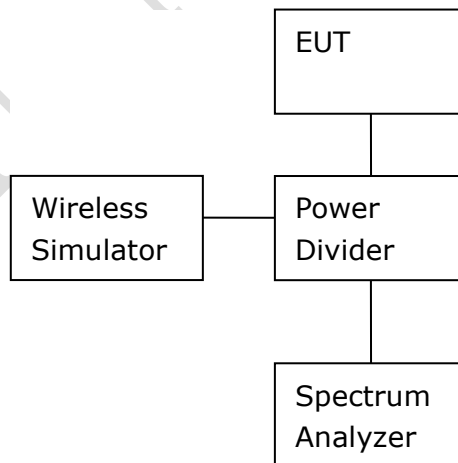 EUT
Wireless
Simulator
Power
Divider
Spectrum
Analyzer